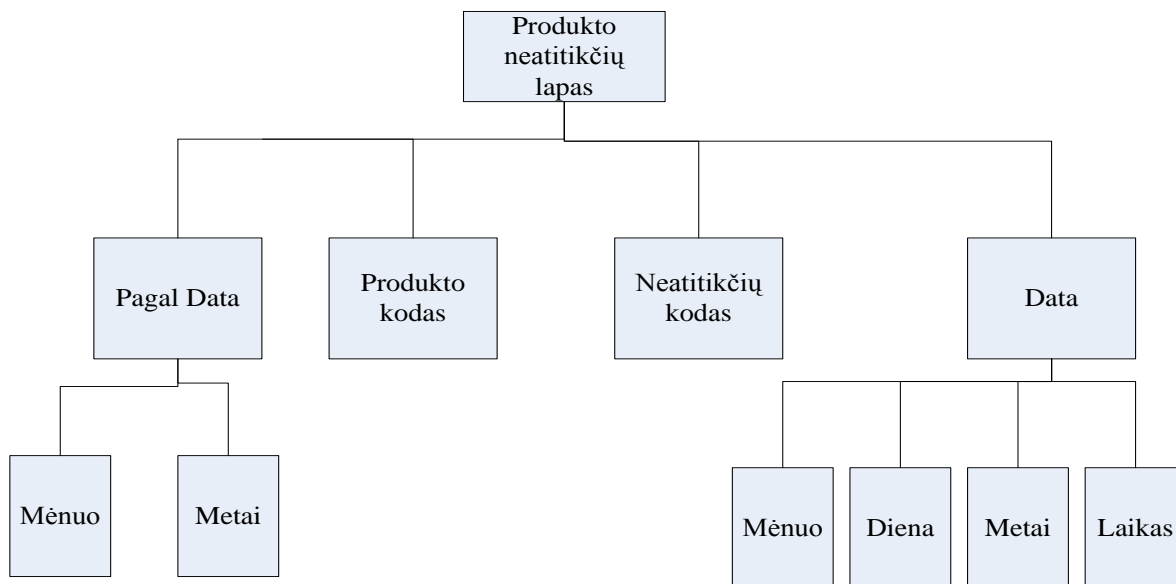 Produkto
neatitikčių
lapas
Pagal Data
Produkto
kodas
Neatitikčių
kodas
Data
Mėnuo
Metai
Mėnuo
Diena
Metai
Laikas